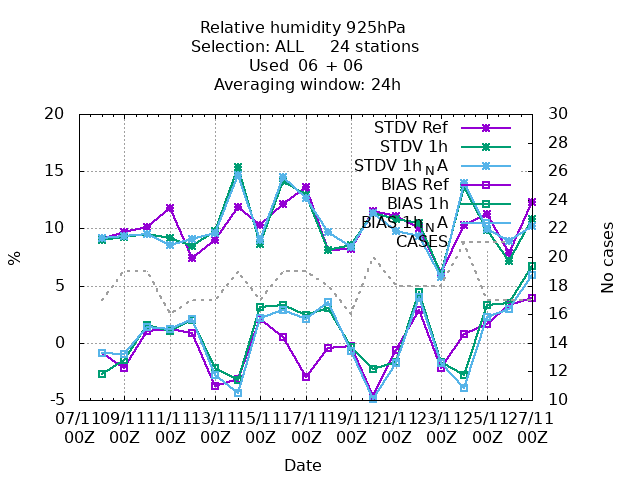 Relative humidity 925hPa
Selection: ALL 24 stations
Used 06 + 06
Averaging window: 24h
20 30
STDV Ref
28
STDV 1h
15 26
STDV 1h_N A
BIAS Ref
24
BIAS 1h
10 22
BIAS 1h_N A
CASES
% 20 No cases
5 18
16
0 14
12
-5 10
07/11 09/11 11/11 13/11 15/11 17/11 19/11 21/11 23/11 25/11 27/11
00Z 00Z 00Z 00Z 00Z 00Z 00Z 00Z 00Z 00Z 00Z
Date